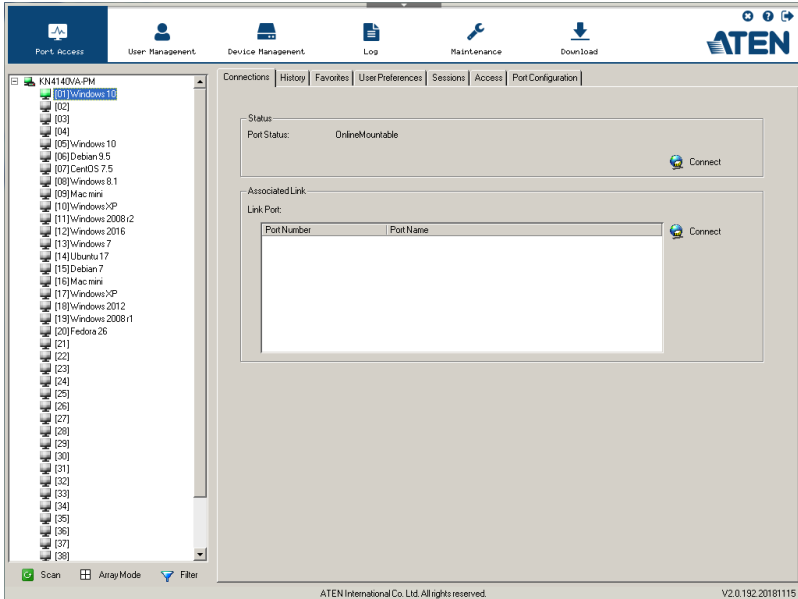 Port Access
User Management
Device Management
Log
Maintenance
Download
ATEN
KN4140VA-PM
[01]Windows 10
[02]
[03]
[04]
[05]Windows 10
[06]Debian 9.5
[07]CentOS 7.5
[08]Windows 8.1
[09]Mac mini
[10]WindowsXP
[11]Windows 2008 r2
[12]Windows 2016
[13]Windows 7
[14]Ubuntu 17
[15]Debian 7
[16]Mac mini
[17]WindowsXP
[18]Windows 2012
[19]Windows 2008 r1
[20]Fedora 26
[21]
[22]
[23]
[24]
[25]
[26]
[27]
[28]
[29]
[30]
[31]
[32]
[33]
[34]
[35]
[36]
[37]
[38]
Scan
Array Mode
Filter
Connections
History
Favorites
User Preferences
Sessions
Access
Port Configuration
Status
Port Status: OnlineMountable
Connect
Associated Link
Link Port:
Port Number
Port Name
Connect
ATEN International Co. Ltd. All rights reserved.
V2.0.192.20181115